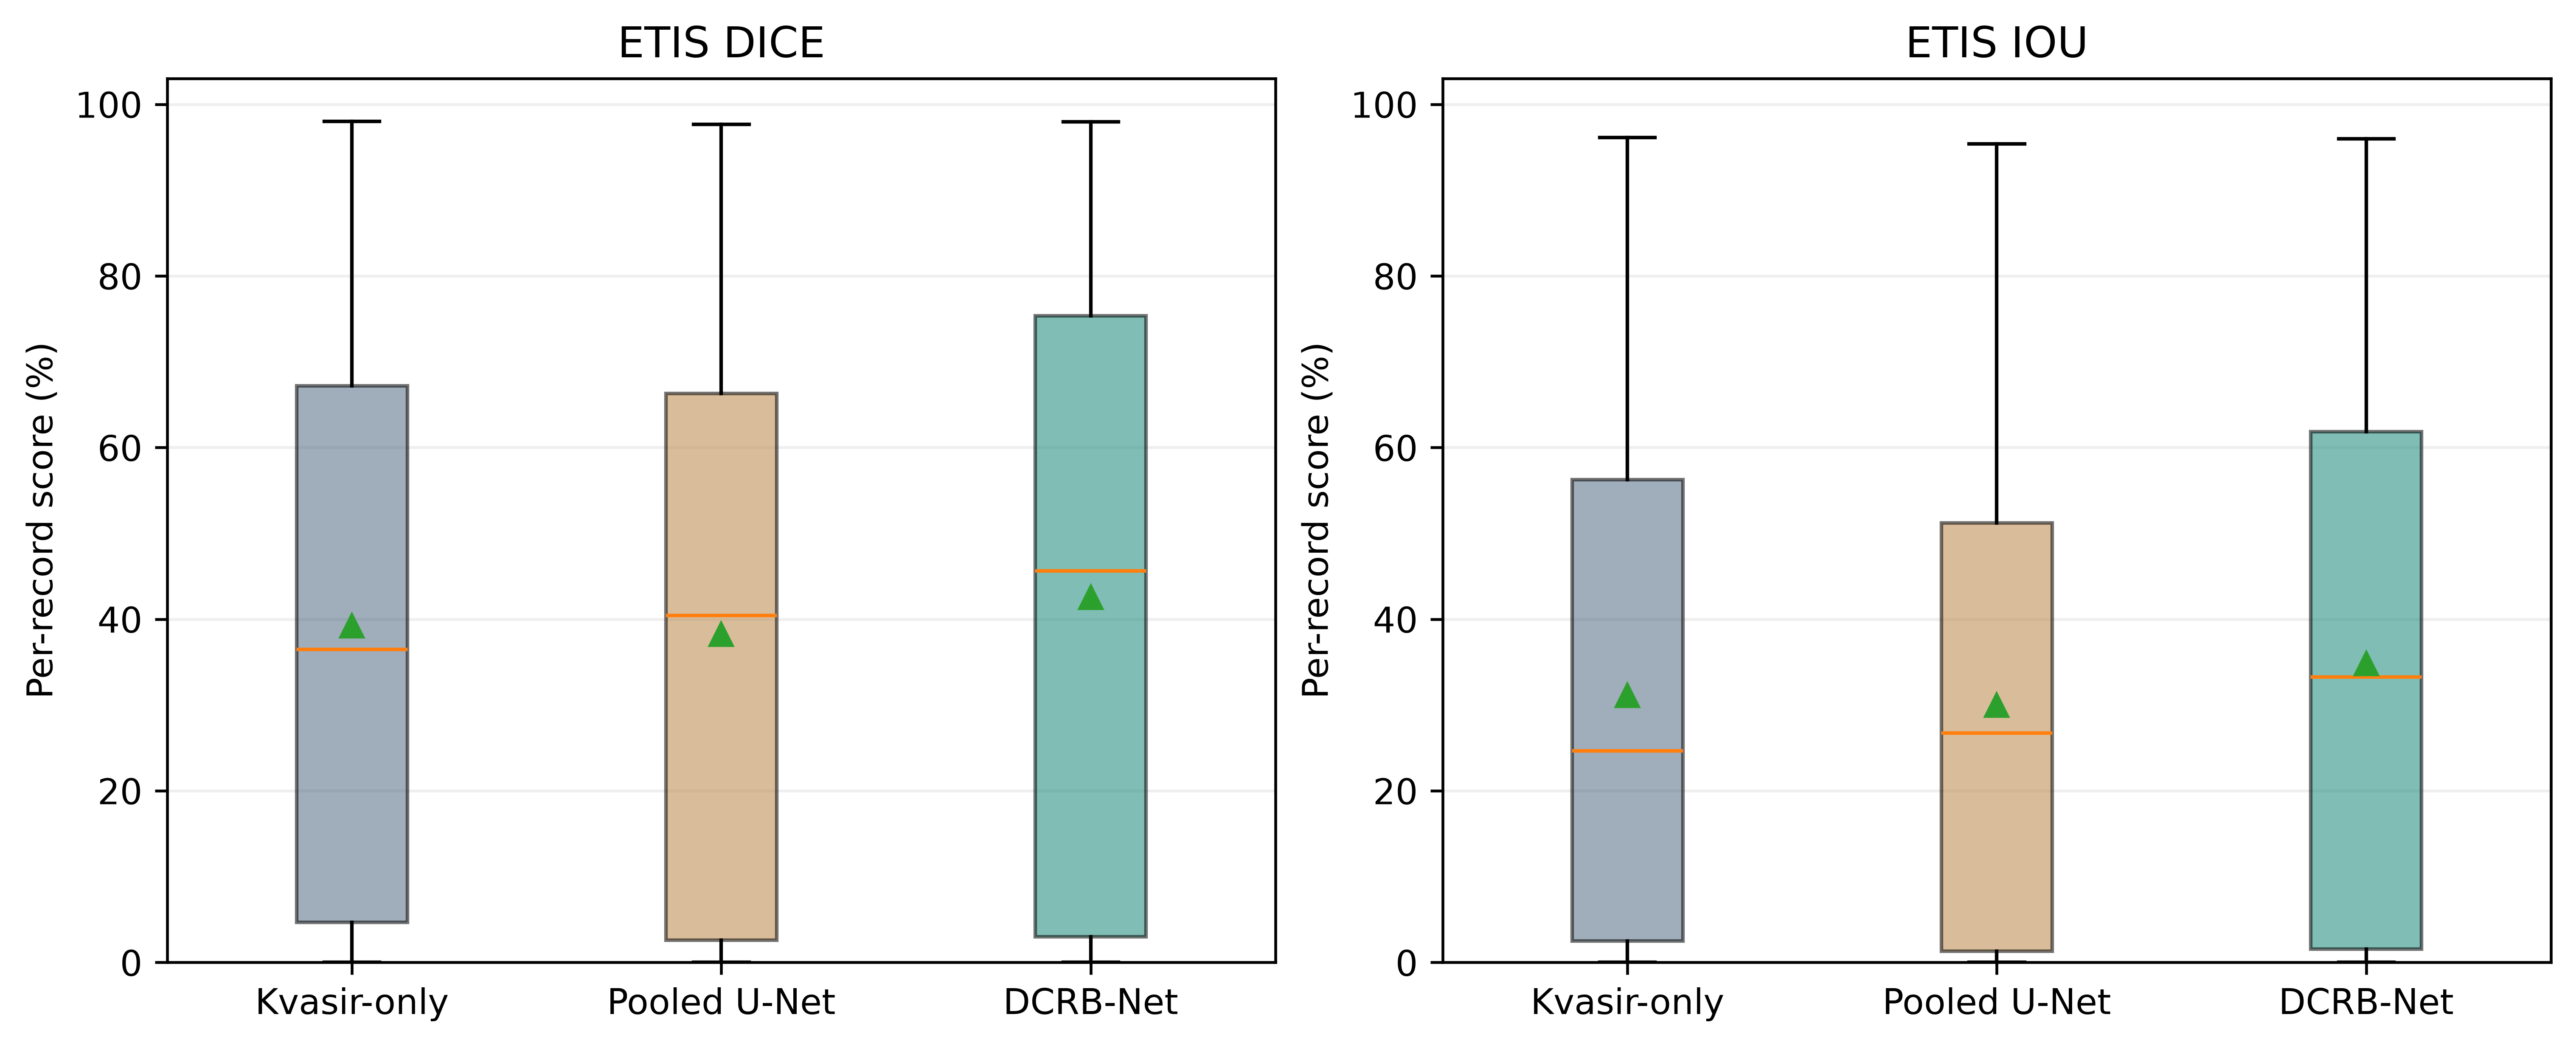 ETIS DICE
Per-record score (%)
100
80
60
40
20
0
Kvasir-only
Pooled U-Net
DCRB-Net
ETIS IOU
Per-record score (%)
100
80
60
40
20
0
Kvasir-only
Pooled U-Net
DCRB-Net